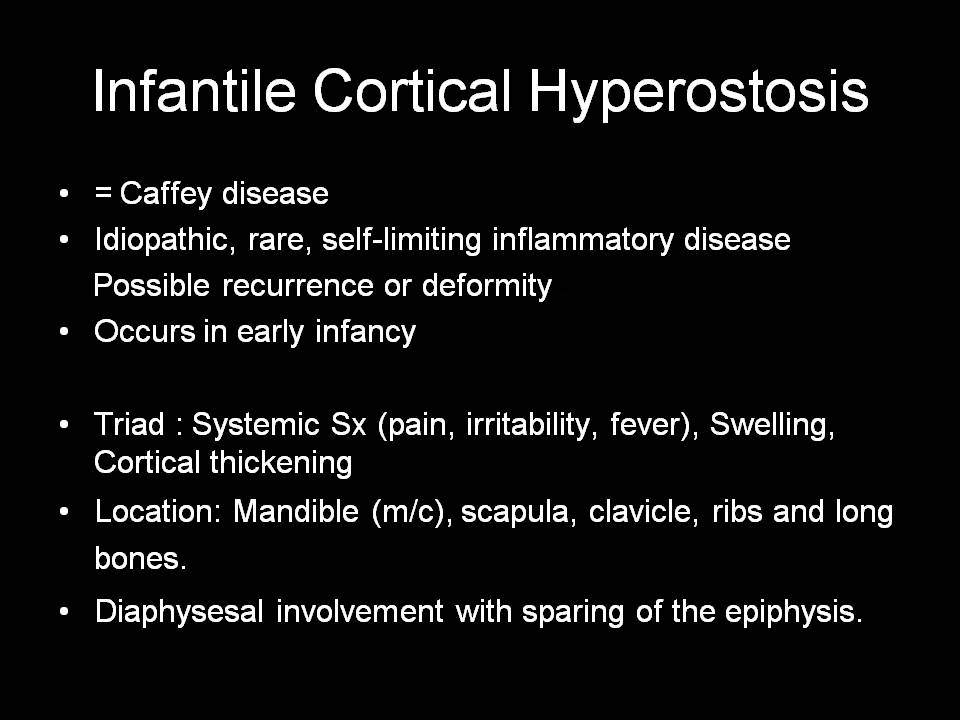 Infantile Cortical Hyperostosis
• = Caffey disease
• Idiopathic, rare, self-limiting inflammatory disease
Possible recurrence or deformity
• Occurs in early infancy
• Triad : Systemic Sx (pain, irritability, fever), Swelling,
Cortical thickening
• Location: Mandible (m/c), scapula, clavicle, ribs and long
bones.
• Diaphysesal involvement with sparing of the epiphysis.